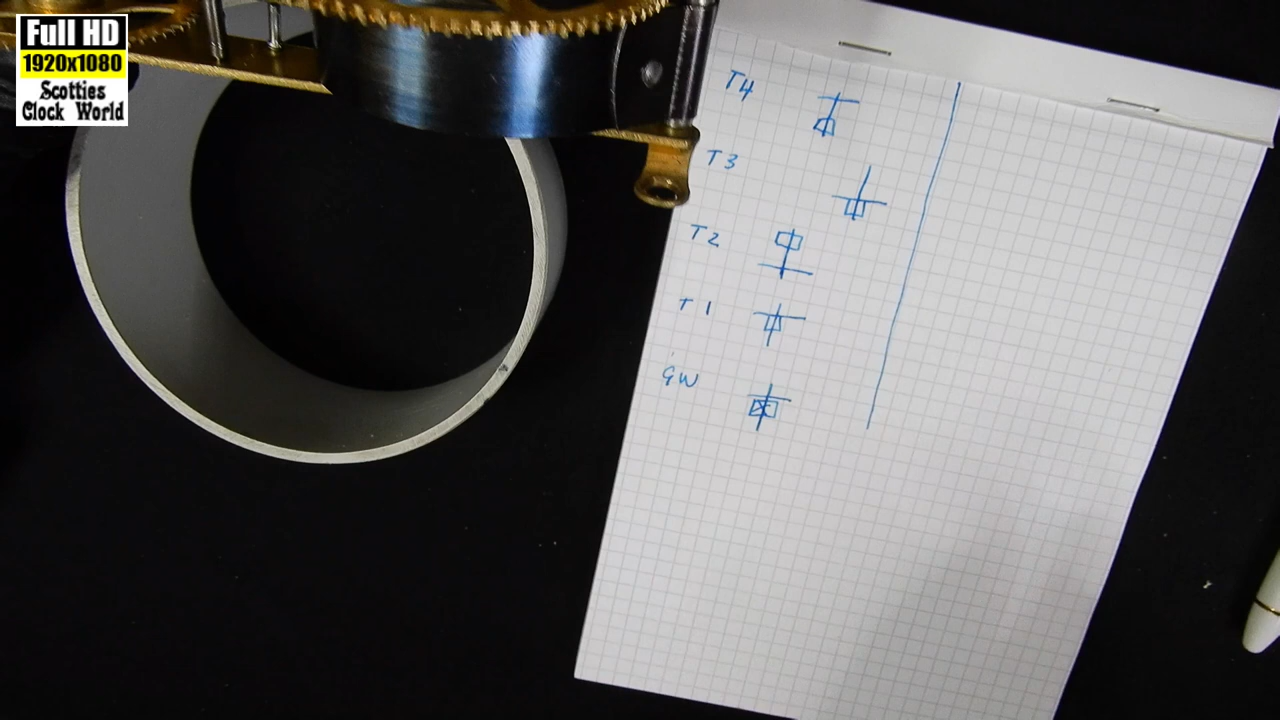 Full HD
1920x1080
Scotties
Clock World
T4
T3
T2
T1
GW